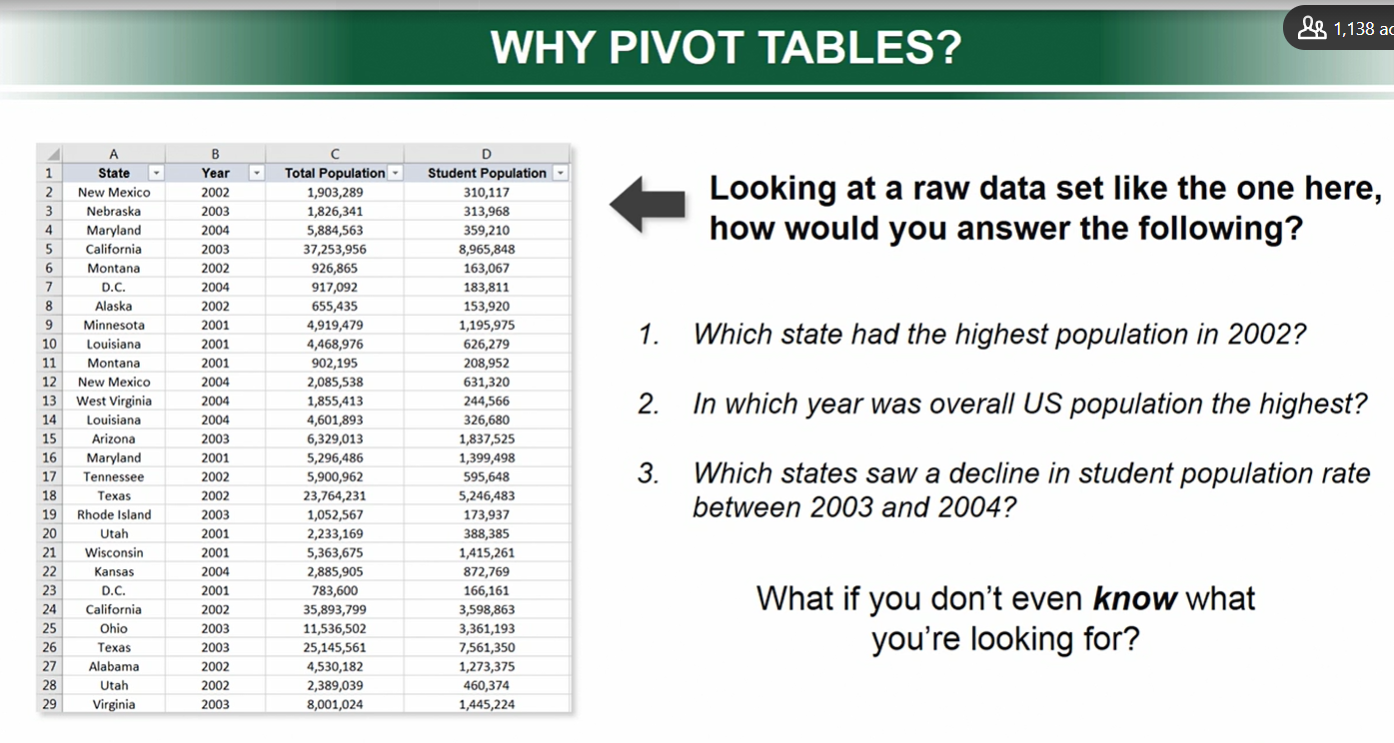 WHY PIVOT TABLES?
1,138
A B C D
1 State Year Total Population Student Population
2 New Mexico 2002 1,903,289 310,117
3 Nebraska 2003 1,826,341 313,968
4 Maryland 2004 5,884,563 359,210
5 California 2003 37,253,956 8,965,848
6 Montana 2002 926,865 163,067
7 D.C. 2004 917,092 183,811
8 Alaska 2002 655,435 153,920
9 Minnesota 2001 4,919,479 1,195,975
10 Louisiana 2001 4,468,976 626,279
11 Montana 2001 902,195 208,952
12 New Mexico 2004 2,085,538 631,320
13 West Virginia 2004 1,855,413 244,566
14 Louisiana 2004 4,601,893 326,680
15 Arizona 2003 6,329,013 1,837,525
16 Maryland 2001 5,296,486 1,399,498
17 Tennessee 2002 5,900,962 595,648
18 Texas 2002 23,764,231 5,246,483
19 Rhode Island 2003 1,052,567 173,937
20 Utah 2001 2,233,169 388,385
21 Wisconsin 2001 5,363,675 1,415,261
22 Kansas 2004 2,885,905 872,769
23 D.C. 2001 783,600 166,161
24 California 2002 35,893,799 3,598,863
25 Ohio 2003 11,536,502 3,361,193
26 Texas 2003 25,145,561 7,561,350
27 Alabama 2002 4,530,182 1,273,375
28 Utah 2002 2,389,039 460,374
29 Virginia 2003 8,001,024 1,445,224
Looking at a raw data set like the one here,
how would you answer the following?
1. Which state had the highest population in 2002?
2. In which year was overall US population the highest?
3. Which states saw a decline in student population rate
between 2003 and 2004?
What if you don’t even know what
you’re looking for?